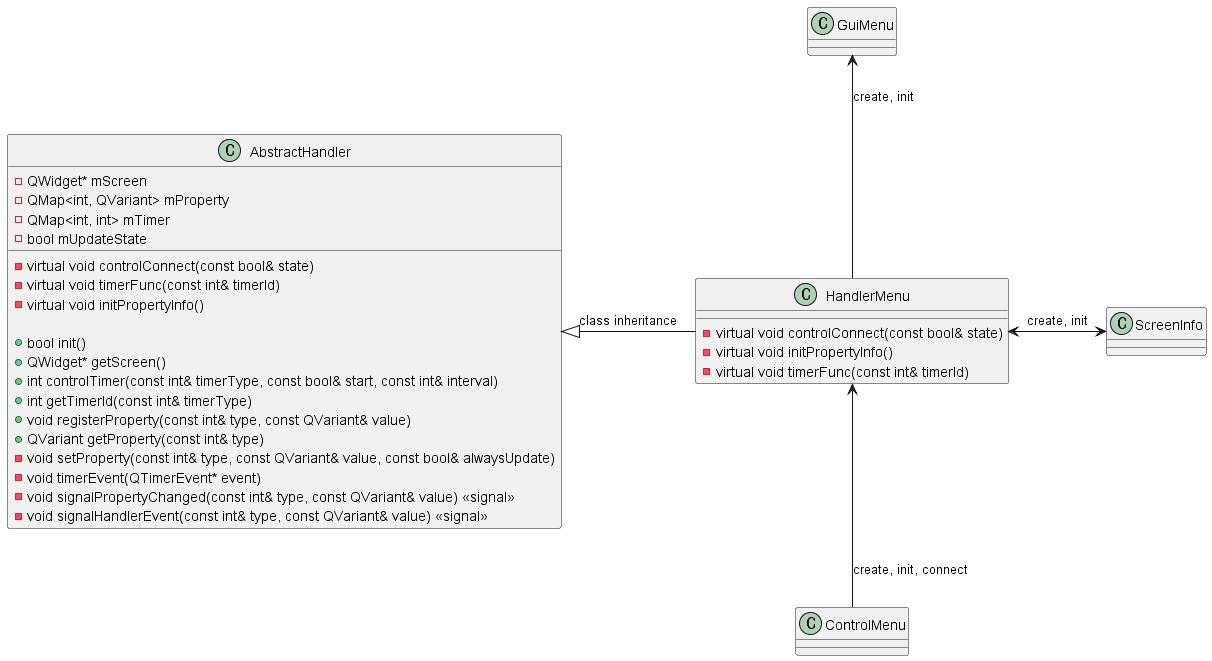 C GuiMenu
create, init
C AbstractHandler
QWidget* mScreen
QMap<int, QVariant> mProperty
QMap<int, int> mTimer
bool mUpdateState
virtual void controlConnect(const bool& state)
virtual void timerFunc(const int& timerId)
virtual void initPropertyInfo()
bool init()
QWidget* getScreen()
int controlTimer(const int& timerType, const bool& start, const int& interval)
int getTimerId(const int& timerType)
void registerProperty(const int& type, const QVariant& value)
QVariant getProperty(const int& type)
void setProperty(const int& type, const QVariant& value, const bool& alwaysUpdate)
void timerEvent(QTimerEvent* event)
void signalPropertyChanged(const int& type, const QVariant& value) «signal»
void signalHandlerEvent(const int& type, const QVariant& value) «signal»
class inheritance
C HandlerMenu
virtual void controlConnect(const bool& state)
virtual void initPropertyInfo()
virtual void timerFunc(const int& timerId)
create, init
C ScreenInfo
create, init, connect
C ControlMenu